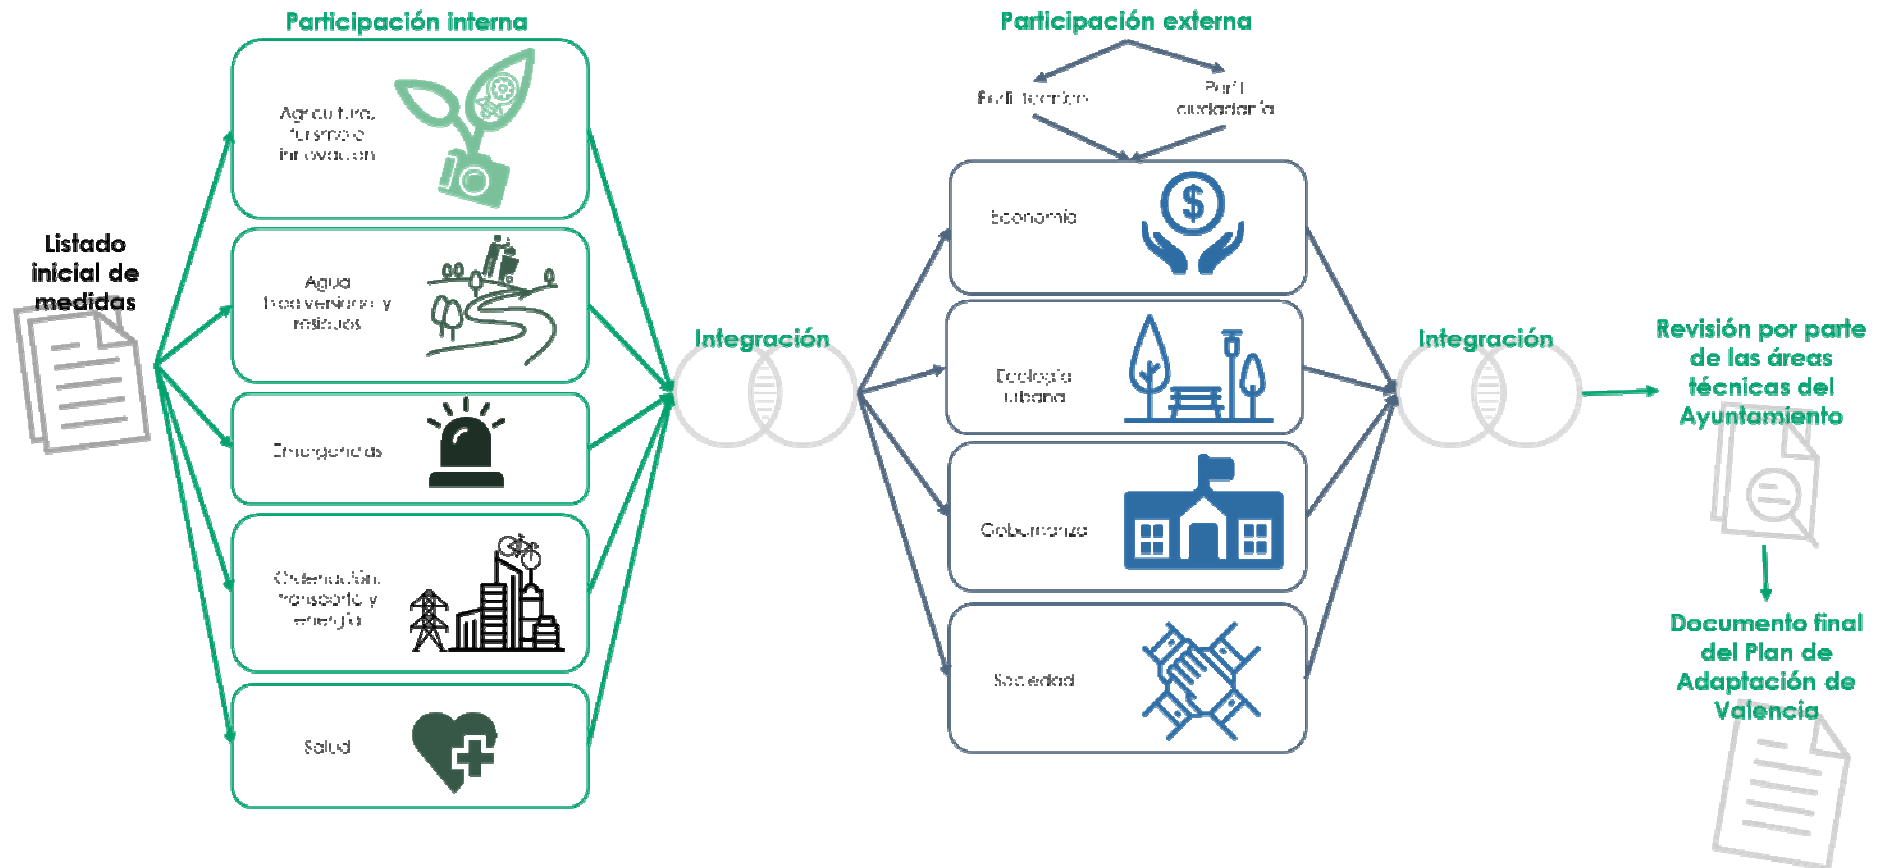 Participación interna
Agricultura,
turismo e
innovación
Agua
biodiversidad y
residuos
Emergencias
Ordenación,
transporte y
energía
Salud
Listado
inicial de
medidas
Integración
Participación externa
Perfil técnico
Perfil
ciudadanía
Economía
Ecología
urbana
Gobernanza
Sociedad
Integración
Revisión por parte
de las áreas
técnicas del
Ayuntamiento
Documento final
del Plan de
Adaptación de
Valencia